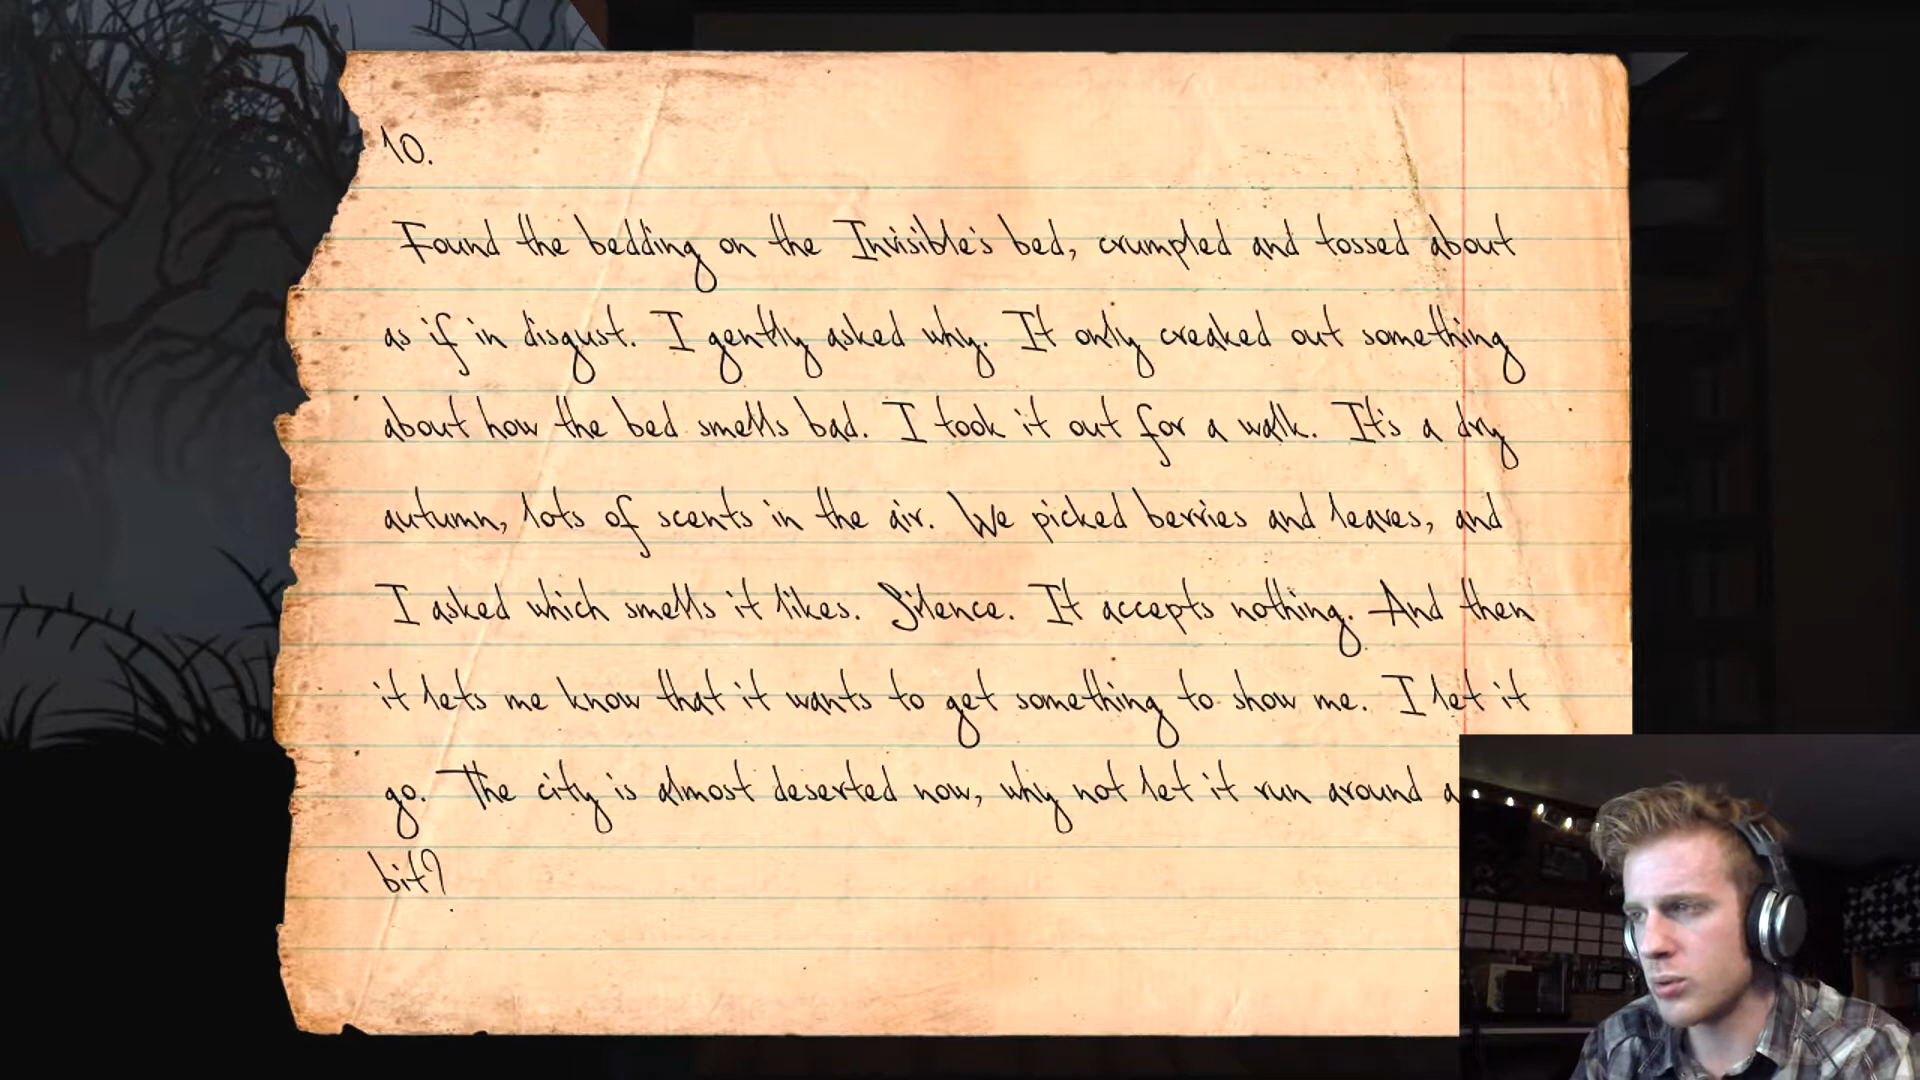 10.
Found the bedding on the Invisible's bed, crumpled and tossed about
as if in disgust. I gently asked why. It only creaked out something
about how the bed smells bad. I took it out for a walk. It's a dry
autumn, lots of scents in the air. We picked berries and leaves, and
I asked which smells it likes. Silence. It accepts nothing. And then
it lets me know that it wants to get something to show me. I let it
go. The city is almost deserted now, why not let it run around a
bit?